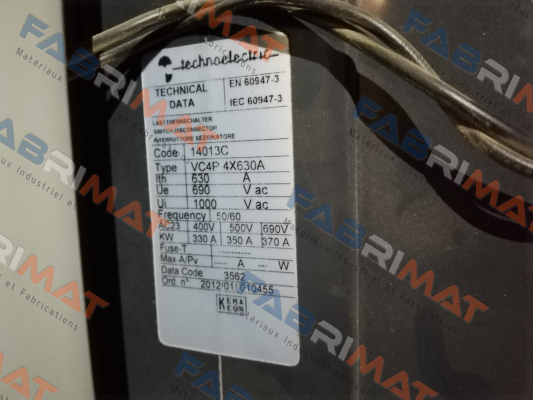 technoelectric
TECHNICAL DATA
EN 60947-3
IEC 60947-3
LASTTRENNSCHALTER
SWITCH DISCONNECTOR
INTERRUTTORE SEZIONATORE
Code 14013C
Type VC4P 4X630A
Ith 630 A
Ue 690 V ac
Ui 1000 V ac
Frequency 50/60
AC23 400V 500V 690V
KW 330 A 350 A 370 A
Fuse-T
Max-A/Pv --- A --- W
Data Code 3562
Ord. n° 2012/01/010455
KEMA
KEUR
FABRIMAT
Materiaux Industriel et Fabrications